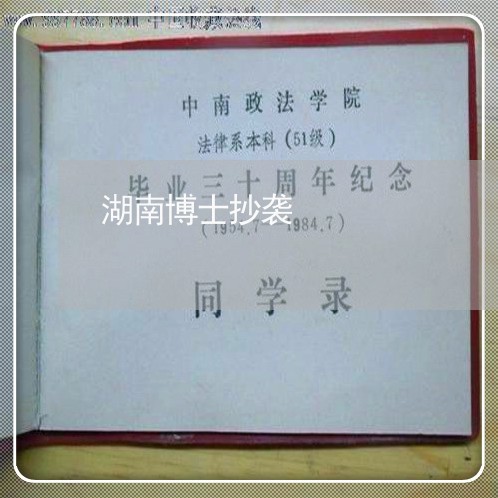 中南政法学院
法律系本科(51级)
毕业三十周年纪念
湖南博士抄袭
(1954.7—1984.7)
同学录